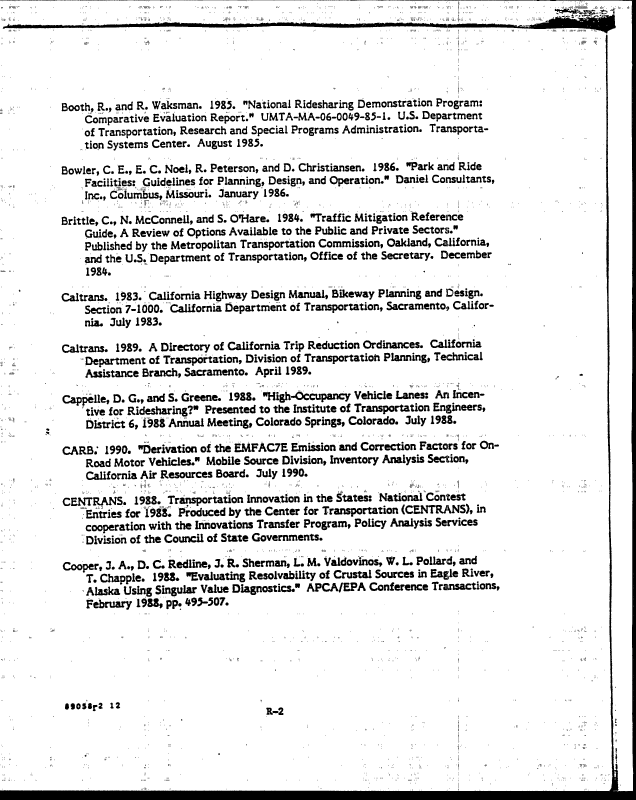 Booth, R., and R. Waksman. 1985. "National Ridesharing Demonstration Program:
Comparative Evaluation Report." UMTA-MA-06-0049-85-1. U.S. Department
of Transportation, Research and Special Programs Administration. Transporta-
tion Systems Center. August 1985.
Bowler, C. E., E. C. Noel, R. Peterson, and D. Christiansen. 1986. "Park and Ride
Facilities: Guidelines for Planning, Design, and Operation." Daniel Consultants,
Inc., Columbus, Missouri. January 1986.
Brittle, C., N. McConnell, and S. O'Hare. 1984. "Traffic Mitigation Reference
Guide, A Review of Options Available to the Public and Private Sectors."
Published by the Metropolitan Transportation Commission, Oakland, California,
and the U.S. Department of Transportation, Office of the Secretary. December
1984.
Caltrans. 1983. California Highway Design Manual, Bikeway Planning and Design.
Section 7-1000. California Department of Transportation, Sacramento, Califor-
nia. July 1983.
Caltrans. 1989. A Directory of California Trip Reduction Ordinances. California
Department of Transportation, Division of Transportation Planning, Technical
Assistance Branch, Sacramento. April 1989.
Cappelle, D. G., and S. Greene. 1988. "High-Occupancy Vehicle Lanes: An Incen-
tive for Ridesharing?" Presented to the Institute of Transportation Engineers,
District 6, 1988 Annual Meeting, Colorado Springs, Colorado. July 1988.
CARB. 1990. "Derivation of the EMFAC7E Emission and Correction Factors for On-
Road Motor Vehicles." Mobile Source Division, Inventory Analysis Section,
California Air Resources Board. July 1990.
CENTRANS. 1988. Transportation Innovation in the States: National Contest
Entries for 1988. Produced by the Center for Transportation (CENTRANS), in
cooperation with the Innovations Transfer Program, Policy Analysis Services
Division of the Council of State Governments.
Cooper, J. A., D. C. Redline, J. R. Sherman, L. M. Valdovinos, W. L. Pollard, and
T. Chapple. 1988. "Evaluating Resolvability of Crustal Sources in Eagle River,
Alaska Using Singular Value Diagnostics." APCA/EPA Conference Transactions,
February 1988, pp. 495-507.
89058r2 12
R-2